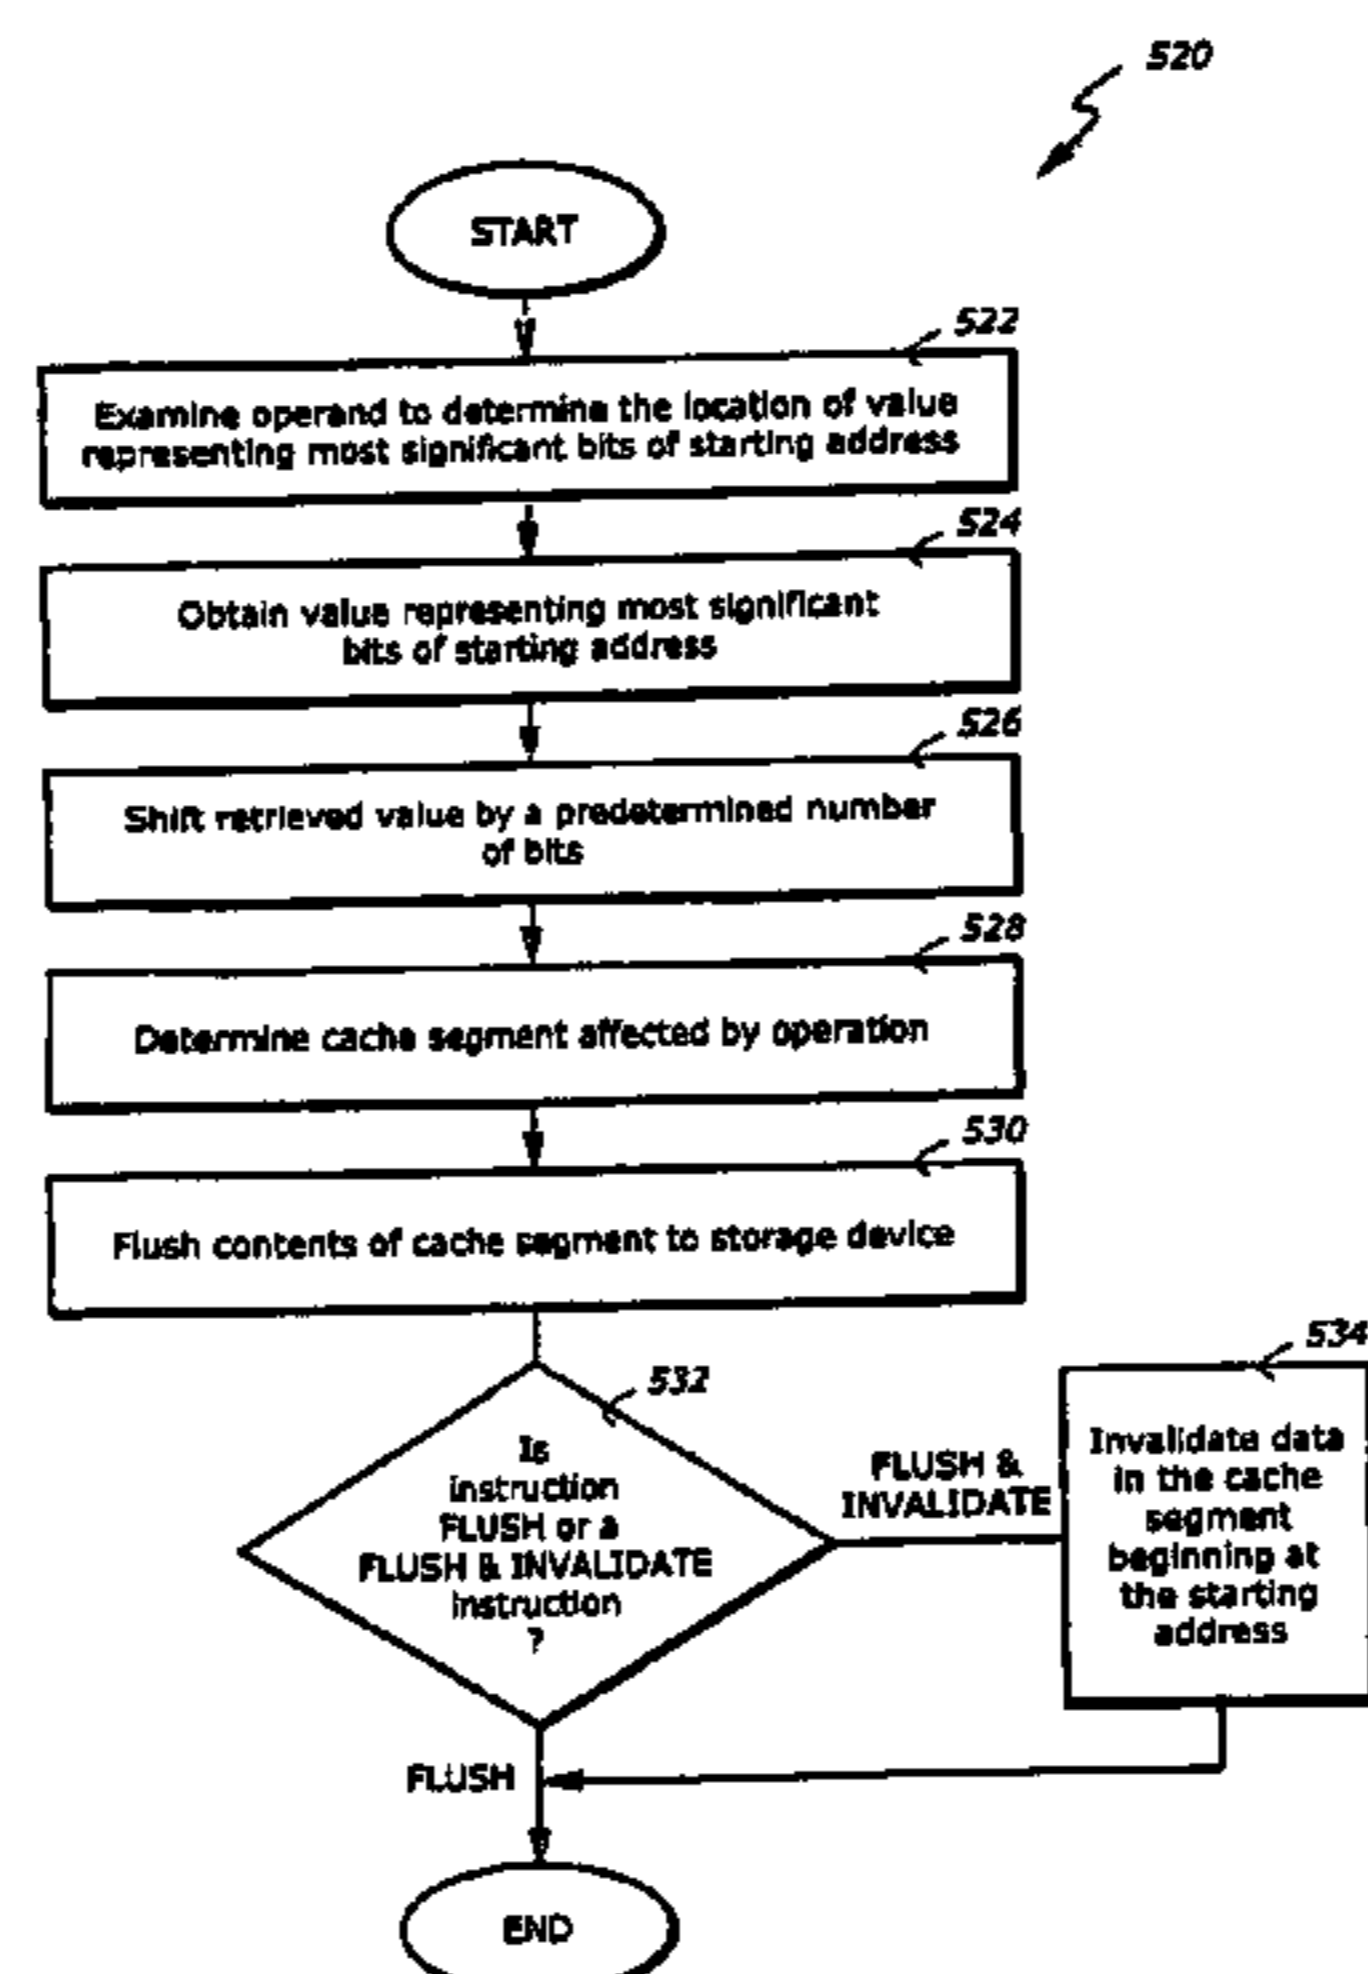 520
START
522
Examine operand to determine the location of value
representing most significant bits of starting address
524
Obtain value representing most significant
bits of starting address
526
Shift retrieved value by a predetermined number
of bits
528
Determine cache segment affected by operation
530
Flush contents of cache segment to storage device
532
Is
instruction
FLUSH or a
FLUSH & INVALIDATE
instruction
?
FLUSH &
INVALIDATE
534
Invalidate data
in the cache
segment
beginning at
the starting
address
FLUSH
END